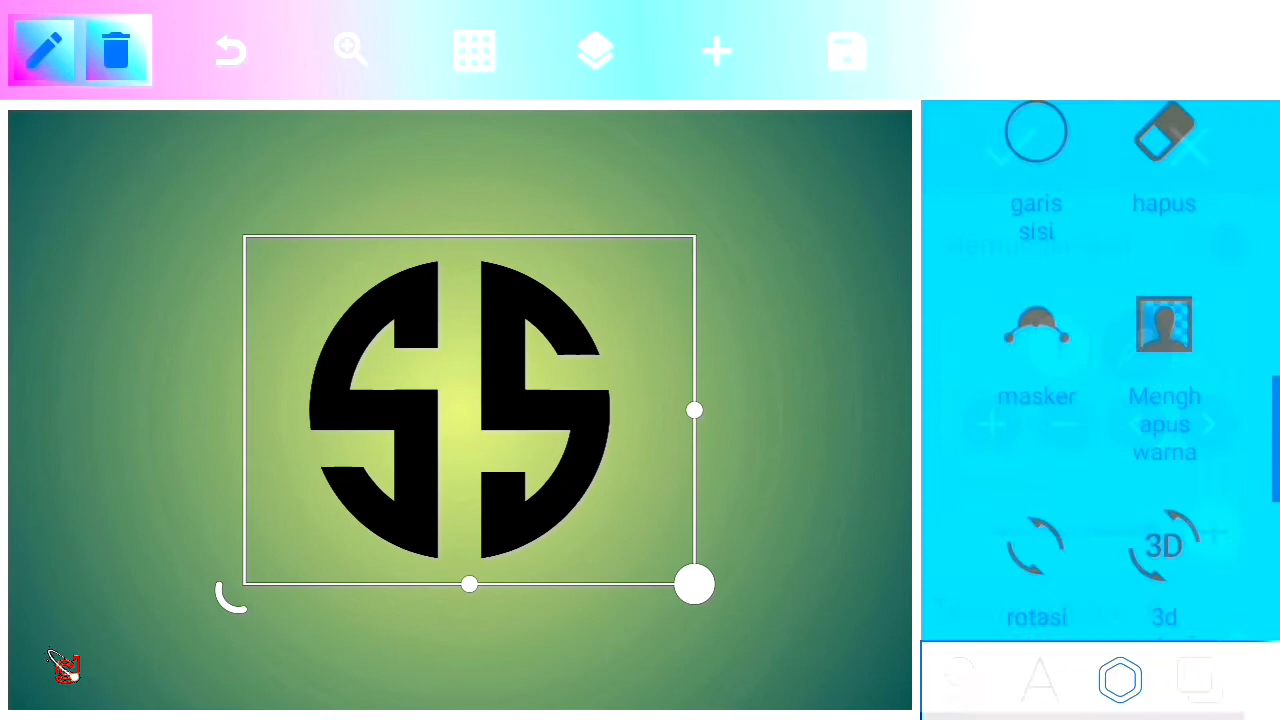 SS
garis
sisi
hapus
masker
Mengh
apus
warna
3D
rotasi
3d